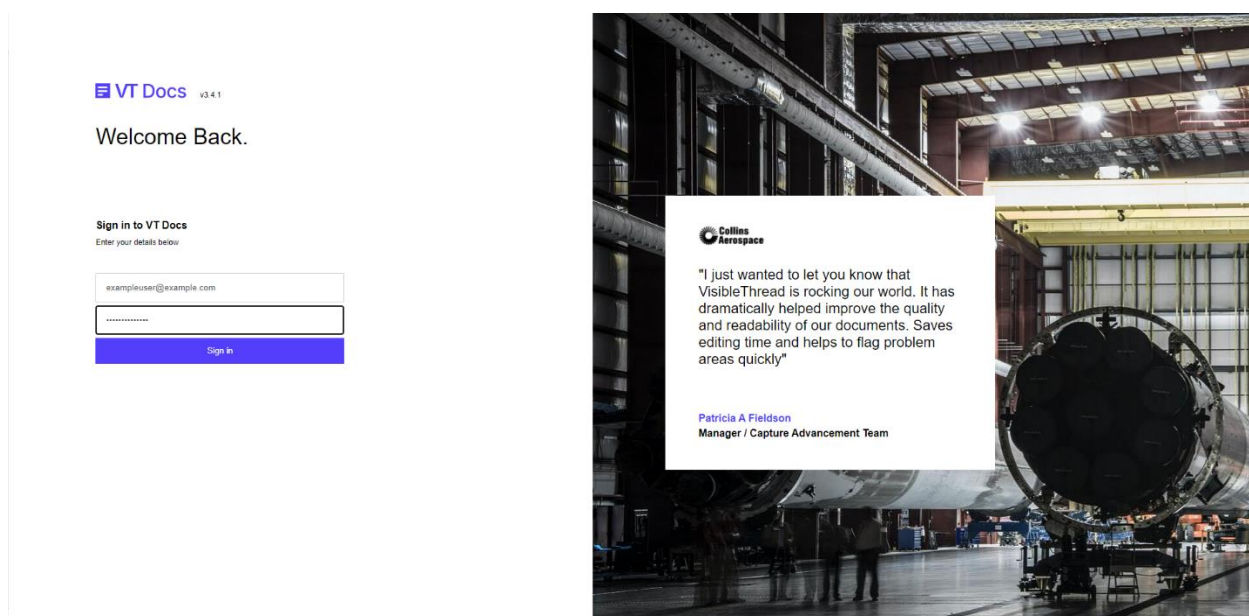 VT Docs v3.4.1
Welcome Back.
Sign in to VT Docs
Enter your details below
exampleuser@example.com
··············
Sign in
3
Collins
Aerospace
"I just wanted to let you know that
VisibleThread is rocking our world. It has
dramatically helped improve the quality
and readability of our documents. Saves
editing time and helps to flag problem
areas quickly"
Patricia A Fieldson
Manager / Capture Advancement Team